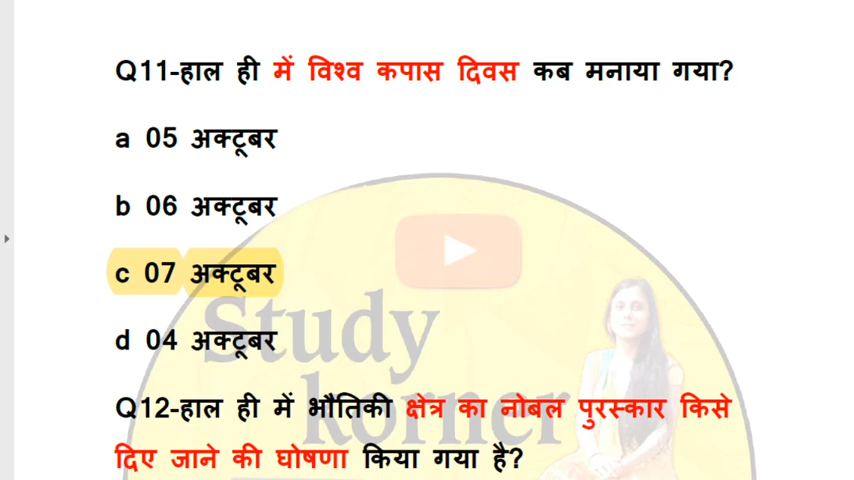 Q11-हाल ही में विश्व कपास दिवस कब मनाया गया?
a 05 अक्टूबर
b 06 अक्टूबर
c 07 अक्टूबर
d 04 अक्टूबर
Study
korner
Q12-हाल ही में भौतिकी क्षेत्र का नोबल पुरस्कार किसे
दिए जाने की घोषणा किया गया है?